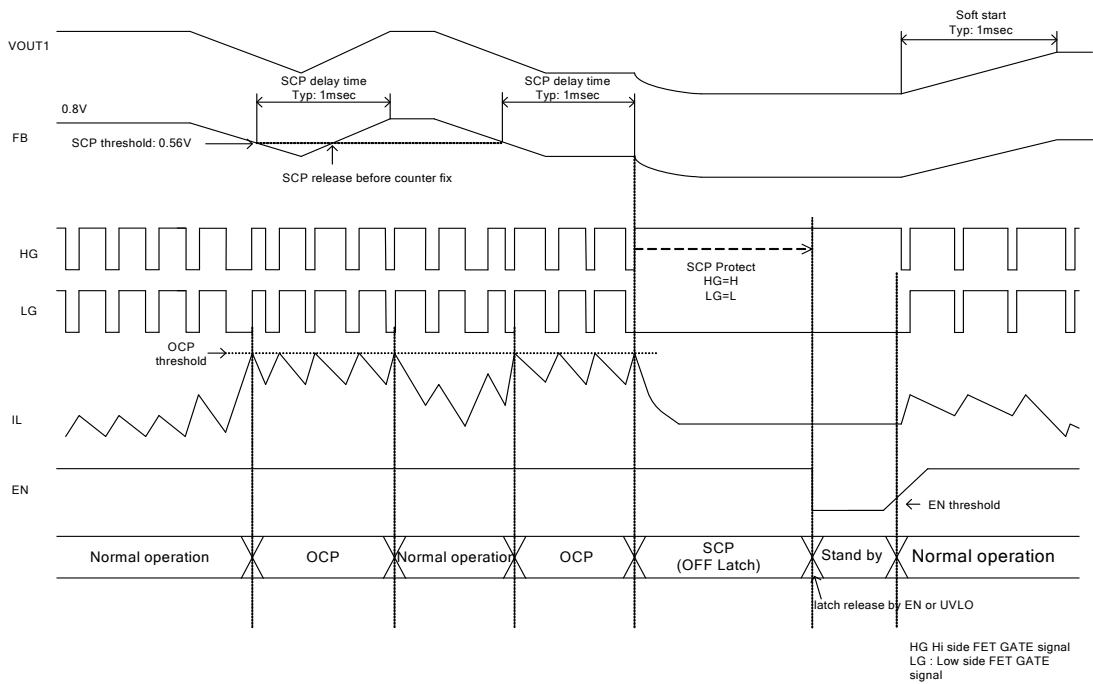 Soft start
Typ: 1msec
VOUT1
SCP delay time
Typ: 1msec
SCP delay time
Typ: 1msec
0.8V
FB
SCP threshold: 0.56V
SCP release before counter fix
HG
SCP Protect
HG=H
LG=L
LG
OCP
threshold
IL
EN
EN threshold
Normal operation
OCP
Normal operation
OCP
SCP
(OFF Latch)
Stand by
Normal operation
latch release by EN or UVLO
HG Hi side FET GATE signal
LG : Low side FET GATE
signal